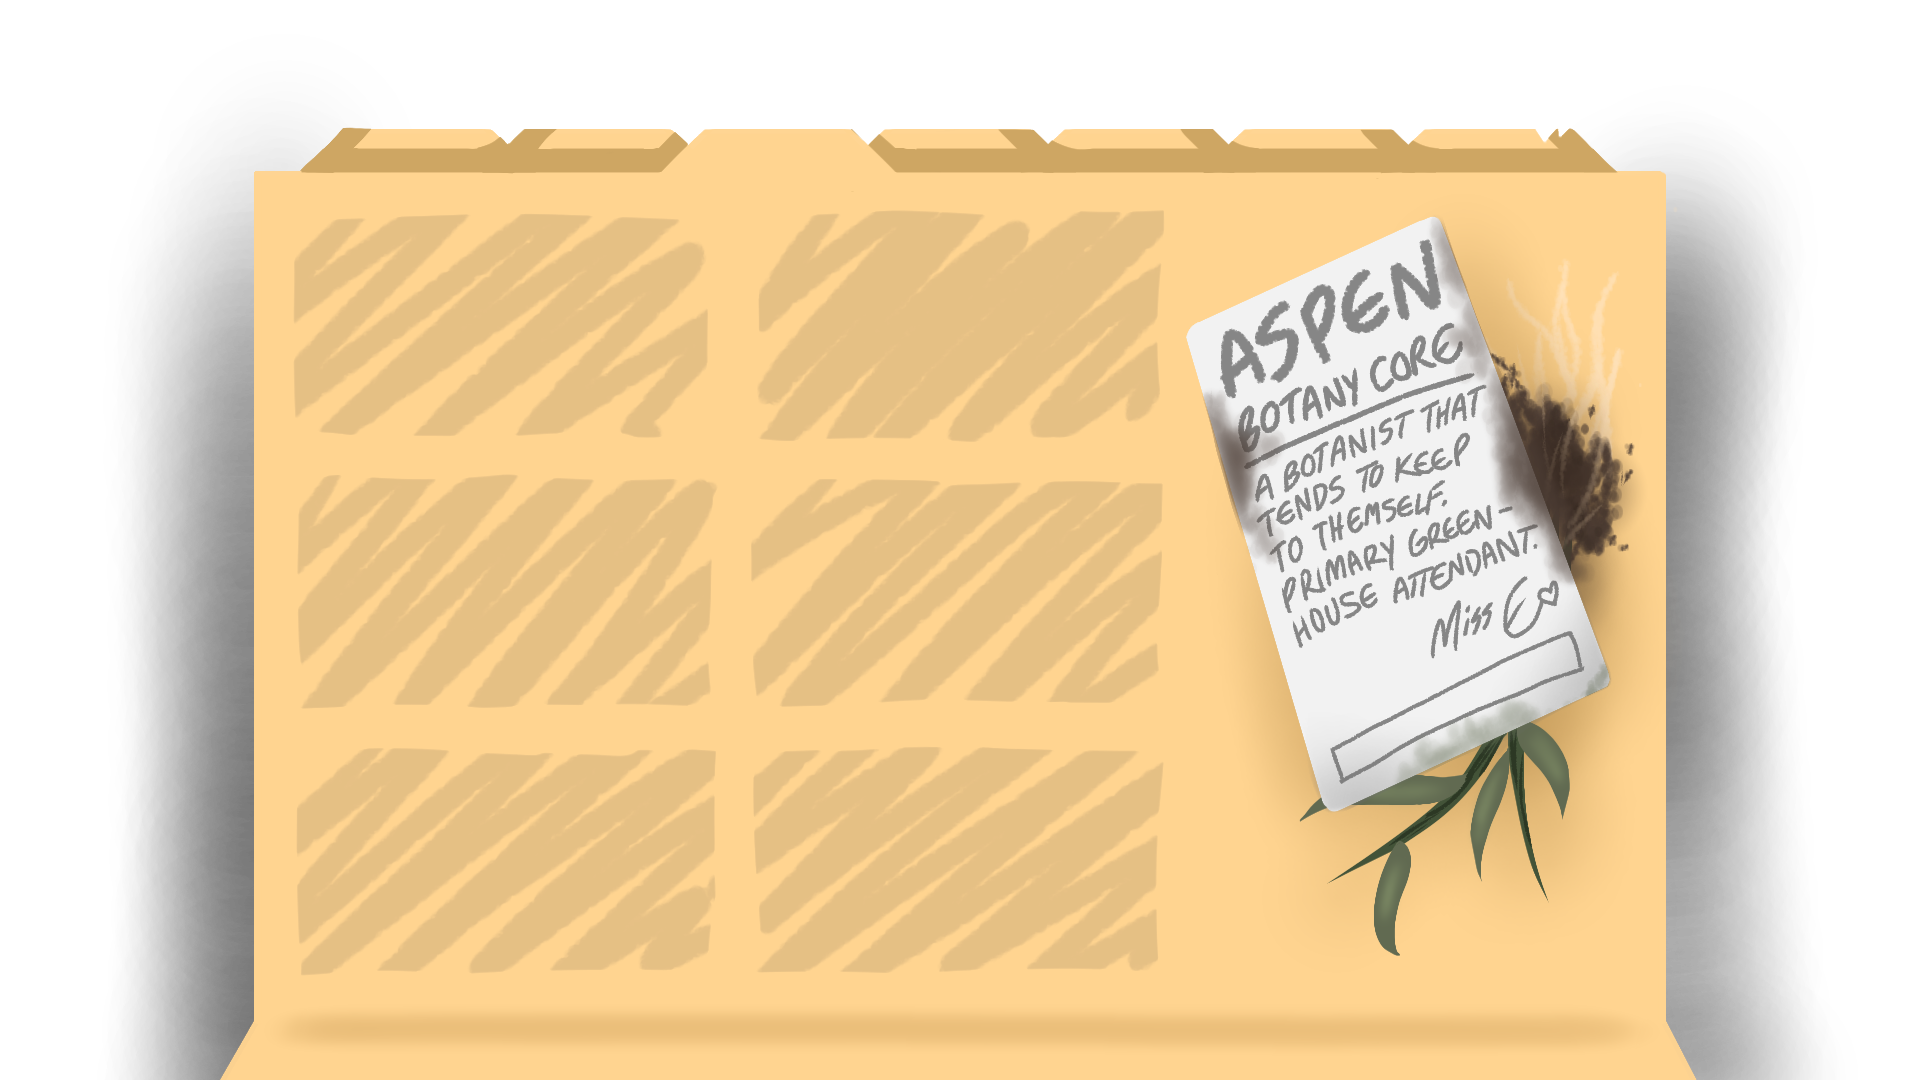 ASPEN
BOTANY CORE
A BOTANIST THAT
TENDS TO KEEP
TO THEMSELF.
PRIMARY GREEN-
HOUSE ATTENDANT.
Miss E♡